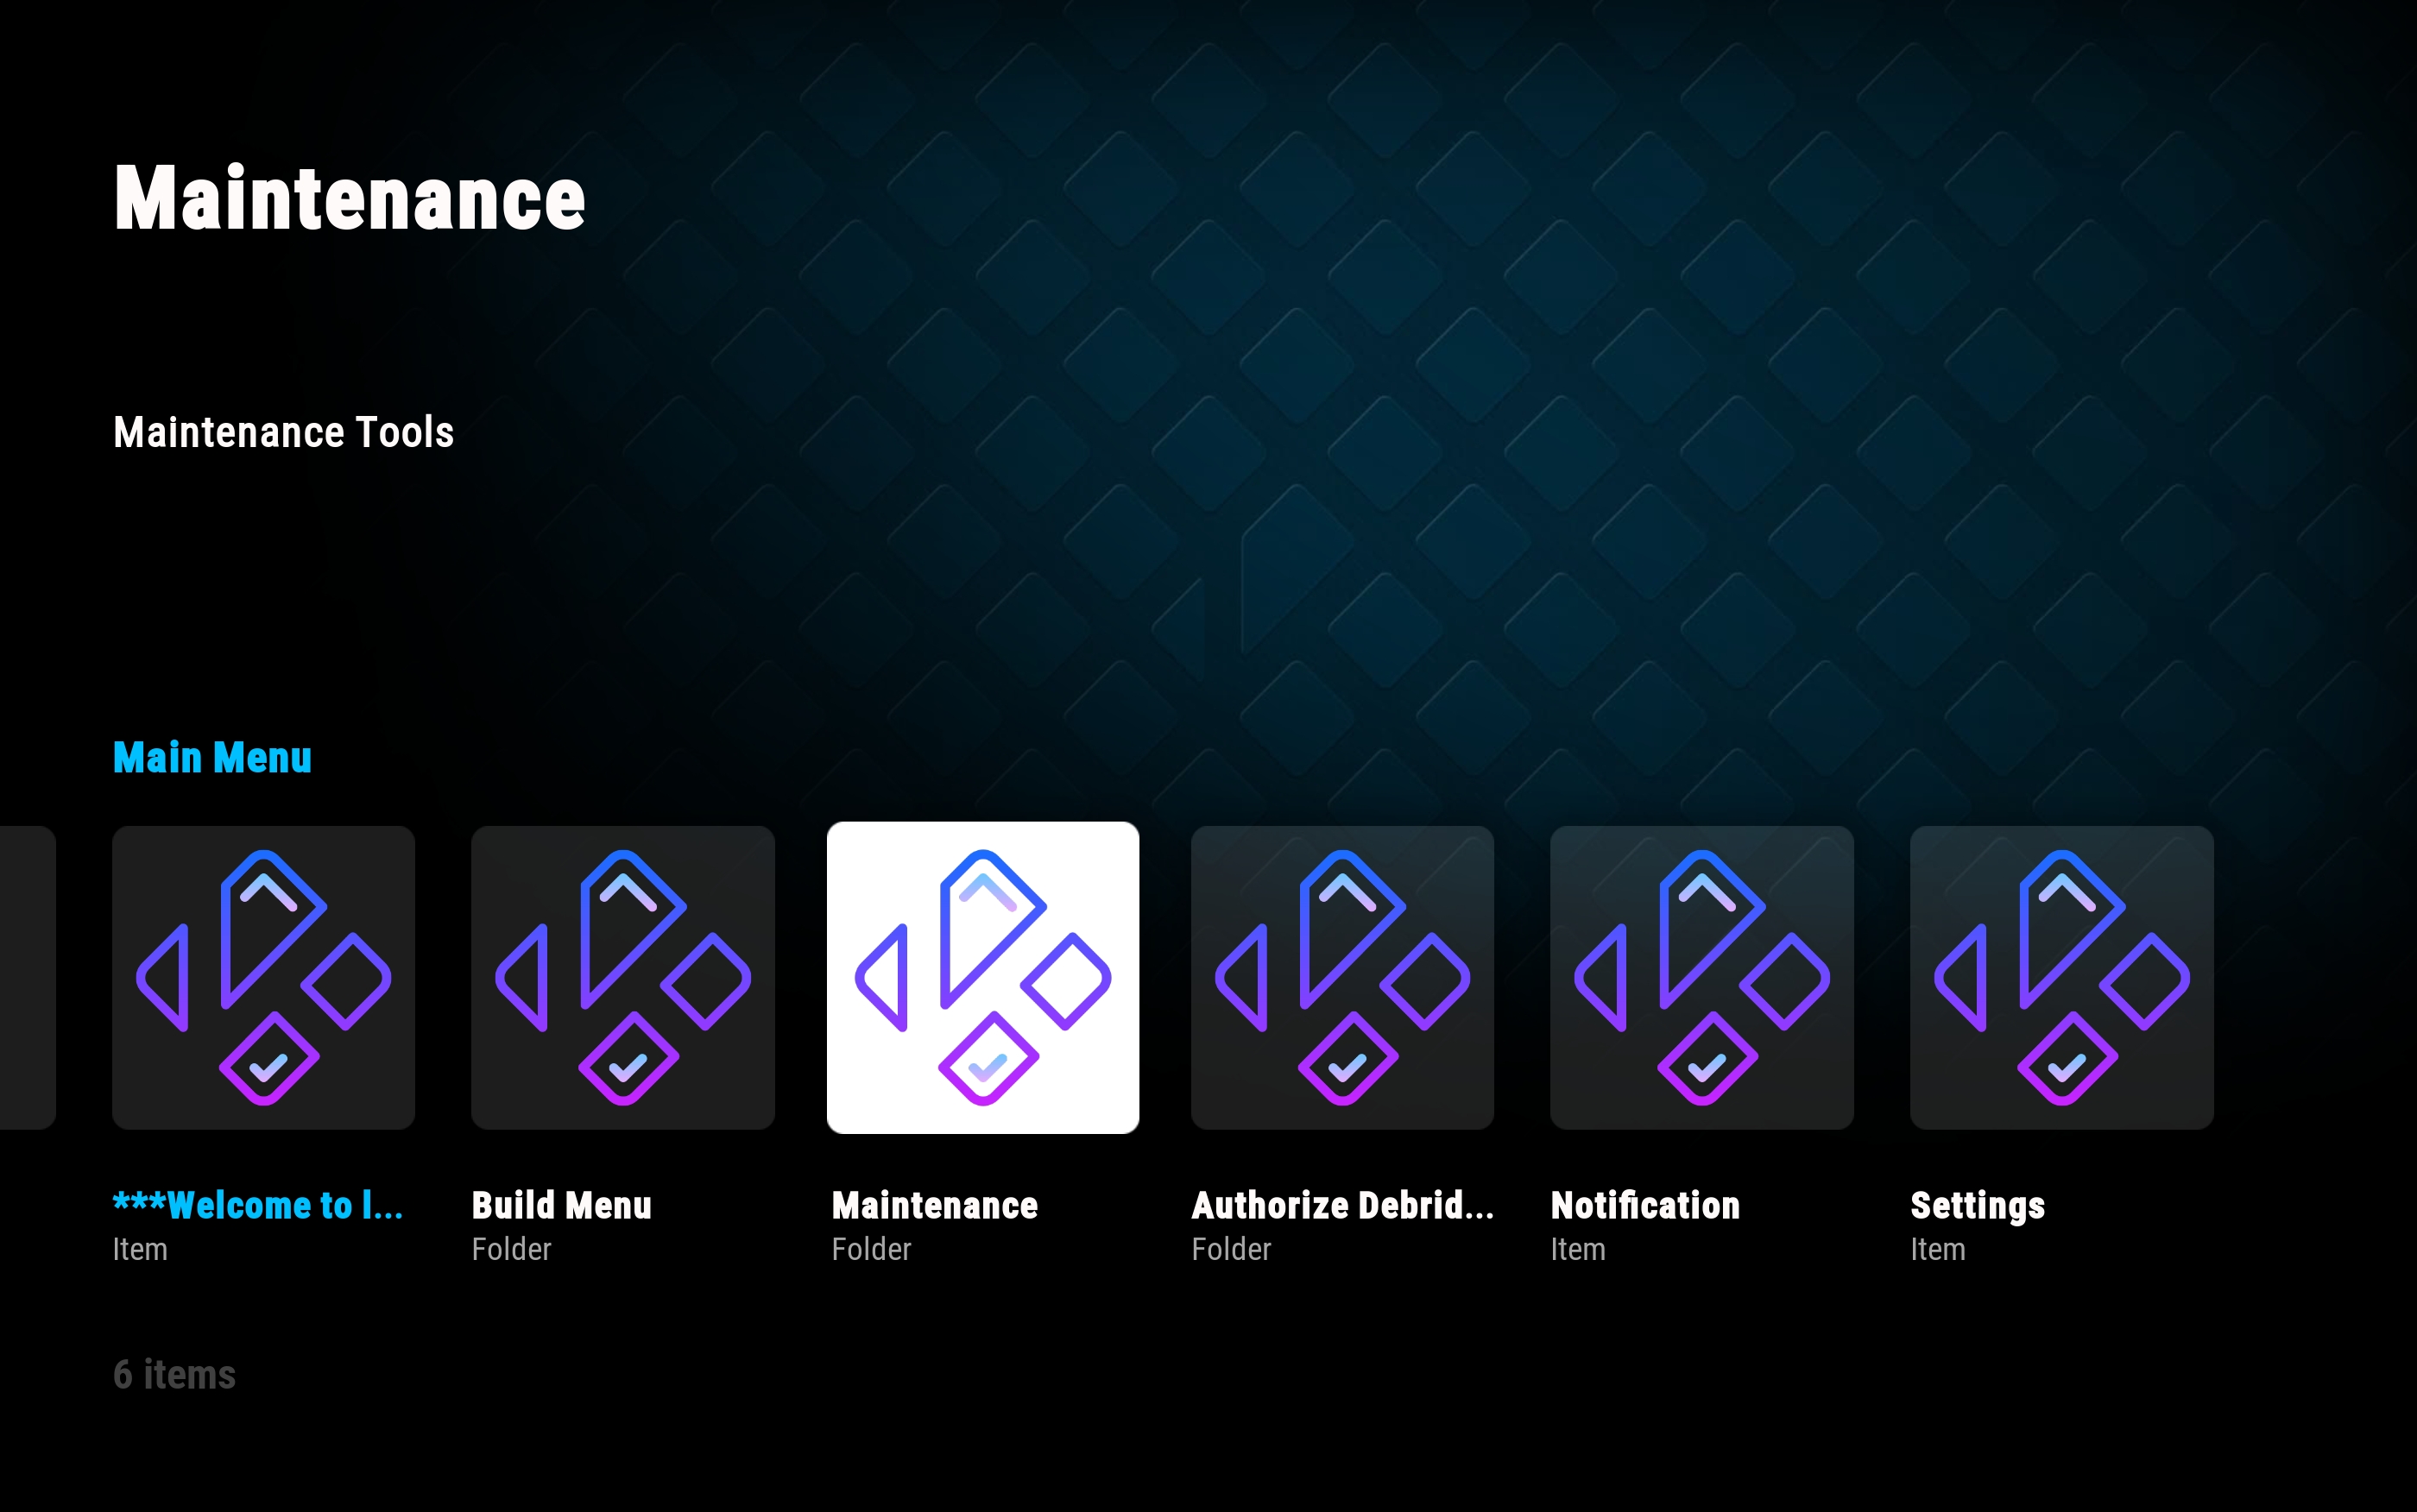 Maintenance
Maintenance Tools
Main Menu
***Welcome to l...
Item
Build Menu
Folder
Maintenance
Folder
Authorize Debrid...
Folder
Notification
Item
Settings
Item
6 items